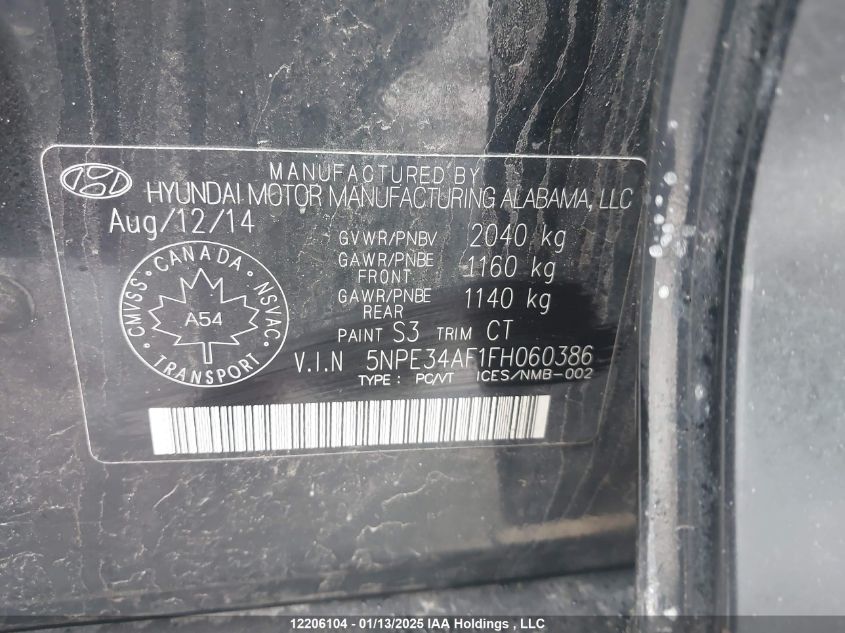 MANUFACTURED BY
HYUNDAI MOTOR MANUFACTURING ALABAMA, LLC
Aug/12/14
GVWR/PNBV 2040 kg
GAWR/PNBE FRONT 1160 kg
GAWR/PNBE REAR 1140 kg
PAINT S3 TRIM CT
V.I.N 5NPE34AF1FH060386
TYPE : PC/VT ICES/NMB-002
CMVSS • CANADA • NSVAC • TRANSPORT •
A54
12206104 - 01/13/2025 IAA Holdings , LLC